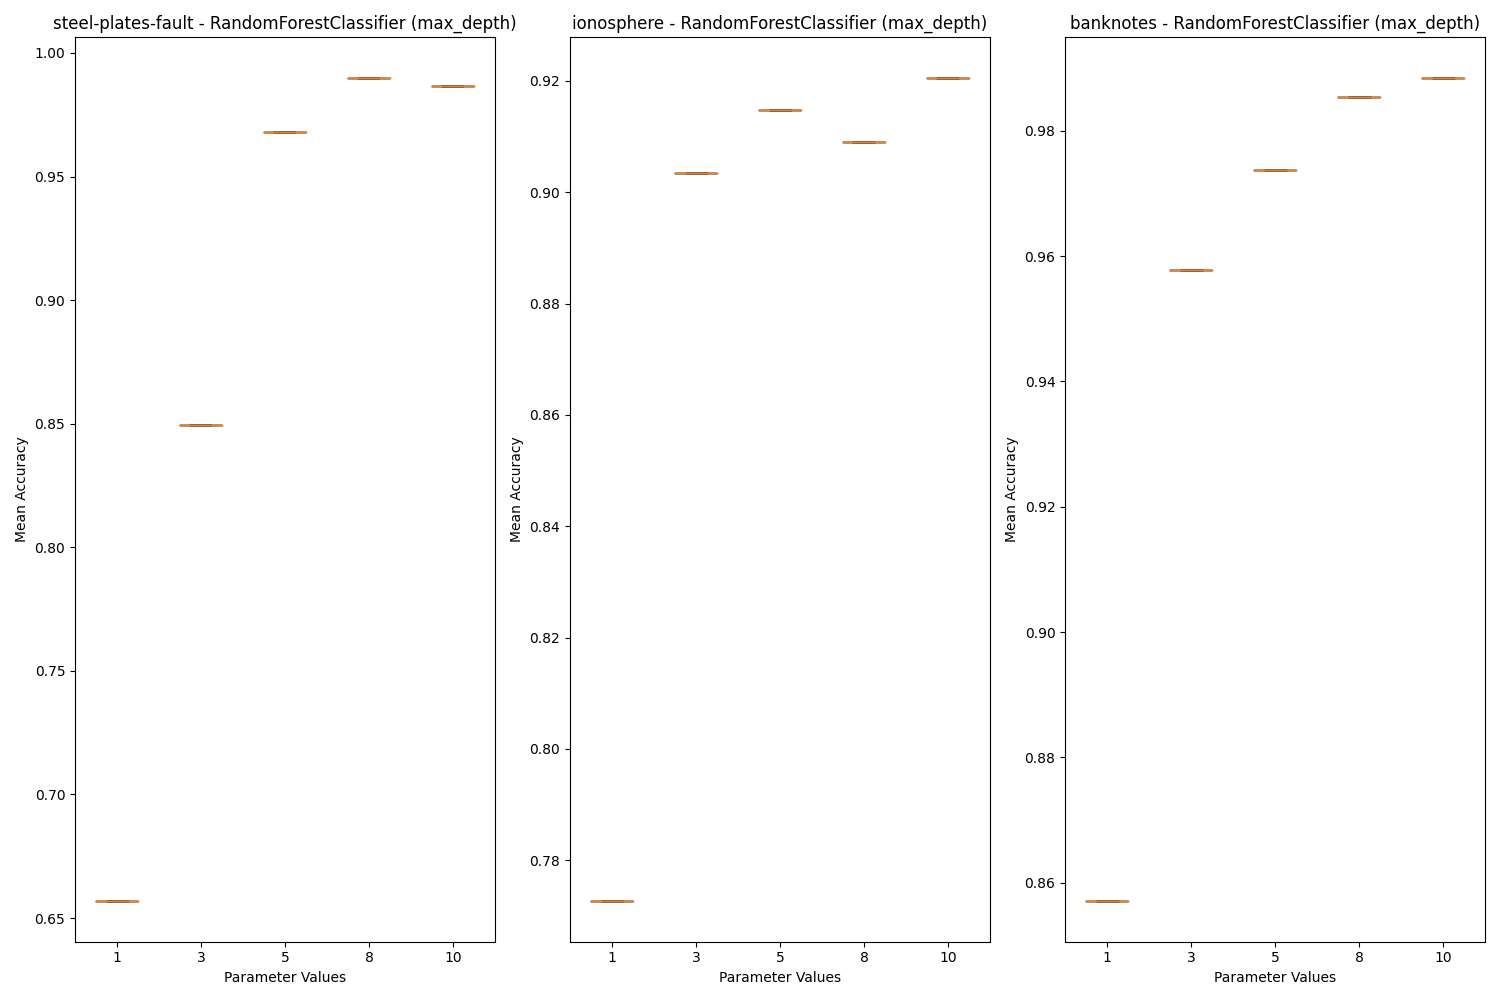 steel-plates-fault - RandomForestClassifier (max_depth)
1.00
0.95
0.90
0.85
0.80
0.75
0.70
0.65
Mean Accuracy
1 3 5 8 10
Parameter Values
ionosphere - RandomForestClassifier (max_depth)
0.92
0.90
0.88
0.86
0.84
0.82
0.80
0.78
Mean Accuracy
1 3 5 8 10
Parameter Values
banknotes - RandomForestClassifier (max_depth)
0.98
0.96
0.94
0.92
0.90
0.88
0.86
Mean Accuracy
1 3 5 8 10
Parameter Values